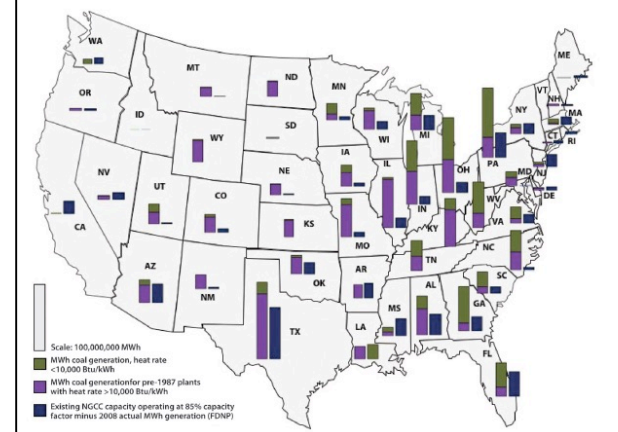 WA
ME
MT
ND
MN
VT
OR
NH
ID
SD
WI
NY
MA
MI
CT
RI
WY
IA
PA
NJ
NE
IL
OH
MD
DE
NV
UT
CO
IN
WV
VA
CA
KS
MO
KY
NC
TN
AZ
NM
OK
AR
SC
MS
AL
GA
TX
LA
FL
Scale: 100,000,000 MWh
MWh coal generation, heat rate
<10,000 Btu/kWh
MWh coal generationfor pre-1987 plants
with heat rate >10,000 Btu/kWh
Existing NGCC capacity operating at 85% capacity
factor minus 2008 actual MWh generation (FDNP)